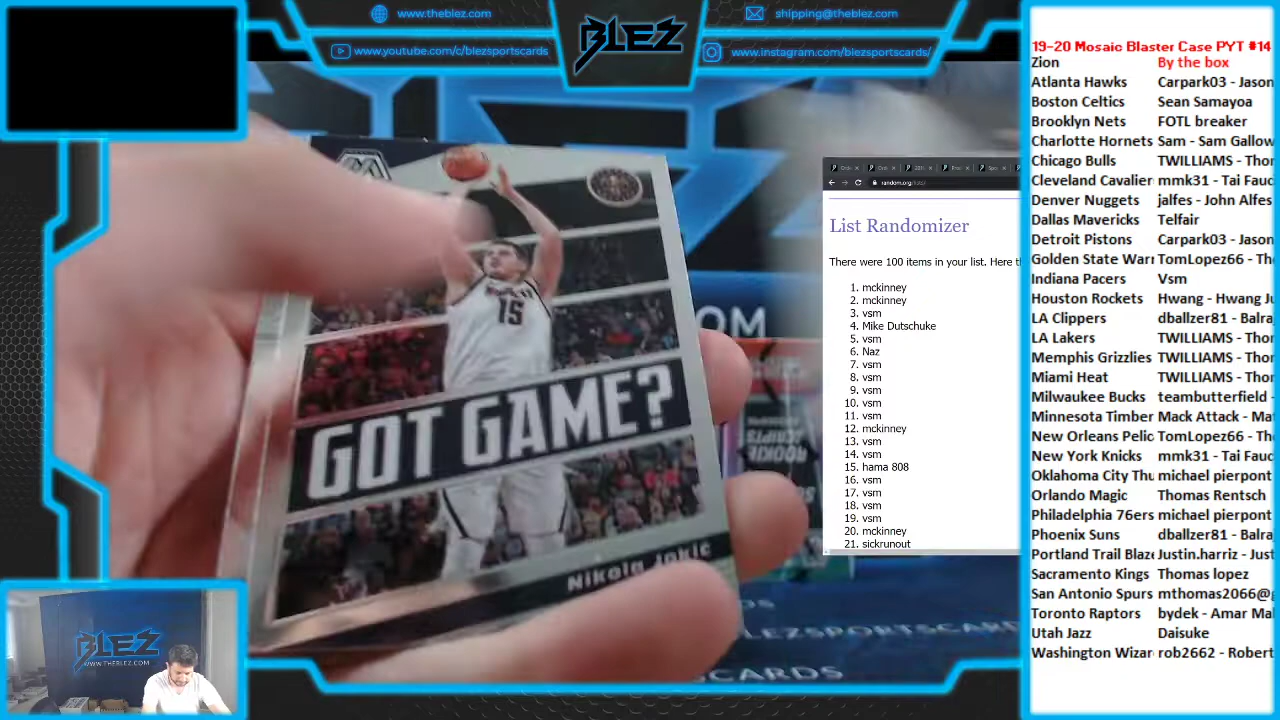 www.theblez.com
www.youtube.com/c/blezsportscards
BLEZ
shipping@theblez.com
www.instagram.com/blezsportscards/
15
GOT GAME?
Nikola Jokic
OM
BLEZSPORTSCARDS
SCARDS
BLEZ
WWW.THEBLEZ.COM
random.org/lists/
List Randomizer
There were 100 items in your list. Here th
1. mckinney
2. mckinney
3. vsm
4. Mike Dutschuke
5. vsm
6. Naz
7. vsm
8. vsm
9. vsm
10. vsm
11. vsm
12. mckinney
13. vsm
14. vsm
15. hama 808
16. vsm
17. vsm
18. vsm
19. vsm
20. mckinney
21. sickrunout
19-20 Mosaic Blaster Case PYT #14
Zion By the box
Atlanta Hawks Carpark03 - Jason
Boston Celtics Sean Samayoa
Brooklyn Nets FOTL breaker
Charlotte Hornets Sam - Sam Gallow
Chicago Bulls TWILLIAMS - Thor
Cleveland Cavalier mmk31 - Tai Fauc
Denver Nuggets jalfes - John Alfes
Dallas Mavericks Telfair
Detroit Pistons Carpark03 - Jason
Golden State Warr TomLopez66 - Tho
Indiana Pacers Vsm
Houston Rockets Hwang - Hwang Ju
LA Clippers dballzer81 - Balra
LA Lakers TWILLIAMS - Thor
Memphis Grizzlies TWILLIAMS - Thor
Miami Heat TWILLIAMS - Thor
Milwaukee Bucks teambutterfield -
Minnesota Timber Mack Attack - Ma
New Orleans Pelic TomLopez66 - Tho
New York Knicks mmk31 - Tai Fauc
Oklahoma City Thu michael pierpont
Orlando Magic Thomas Rentsch
Philadelphia 76ers michael pierpont
Phoenix Suns dballzer81 - Balra
Portland Trail Blaze Justin.harriz - Just
Sacramento Kings Thomas lopez
San Antonio Spurs mthomas2066@g
Toronto Raptors bydek - Amar Mal
Utah Jazz Daisuke
Washington Wizar rob2662 - Robert